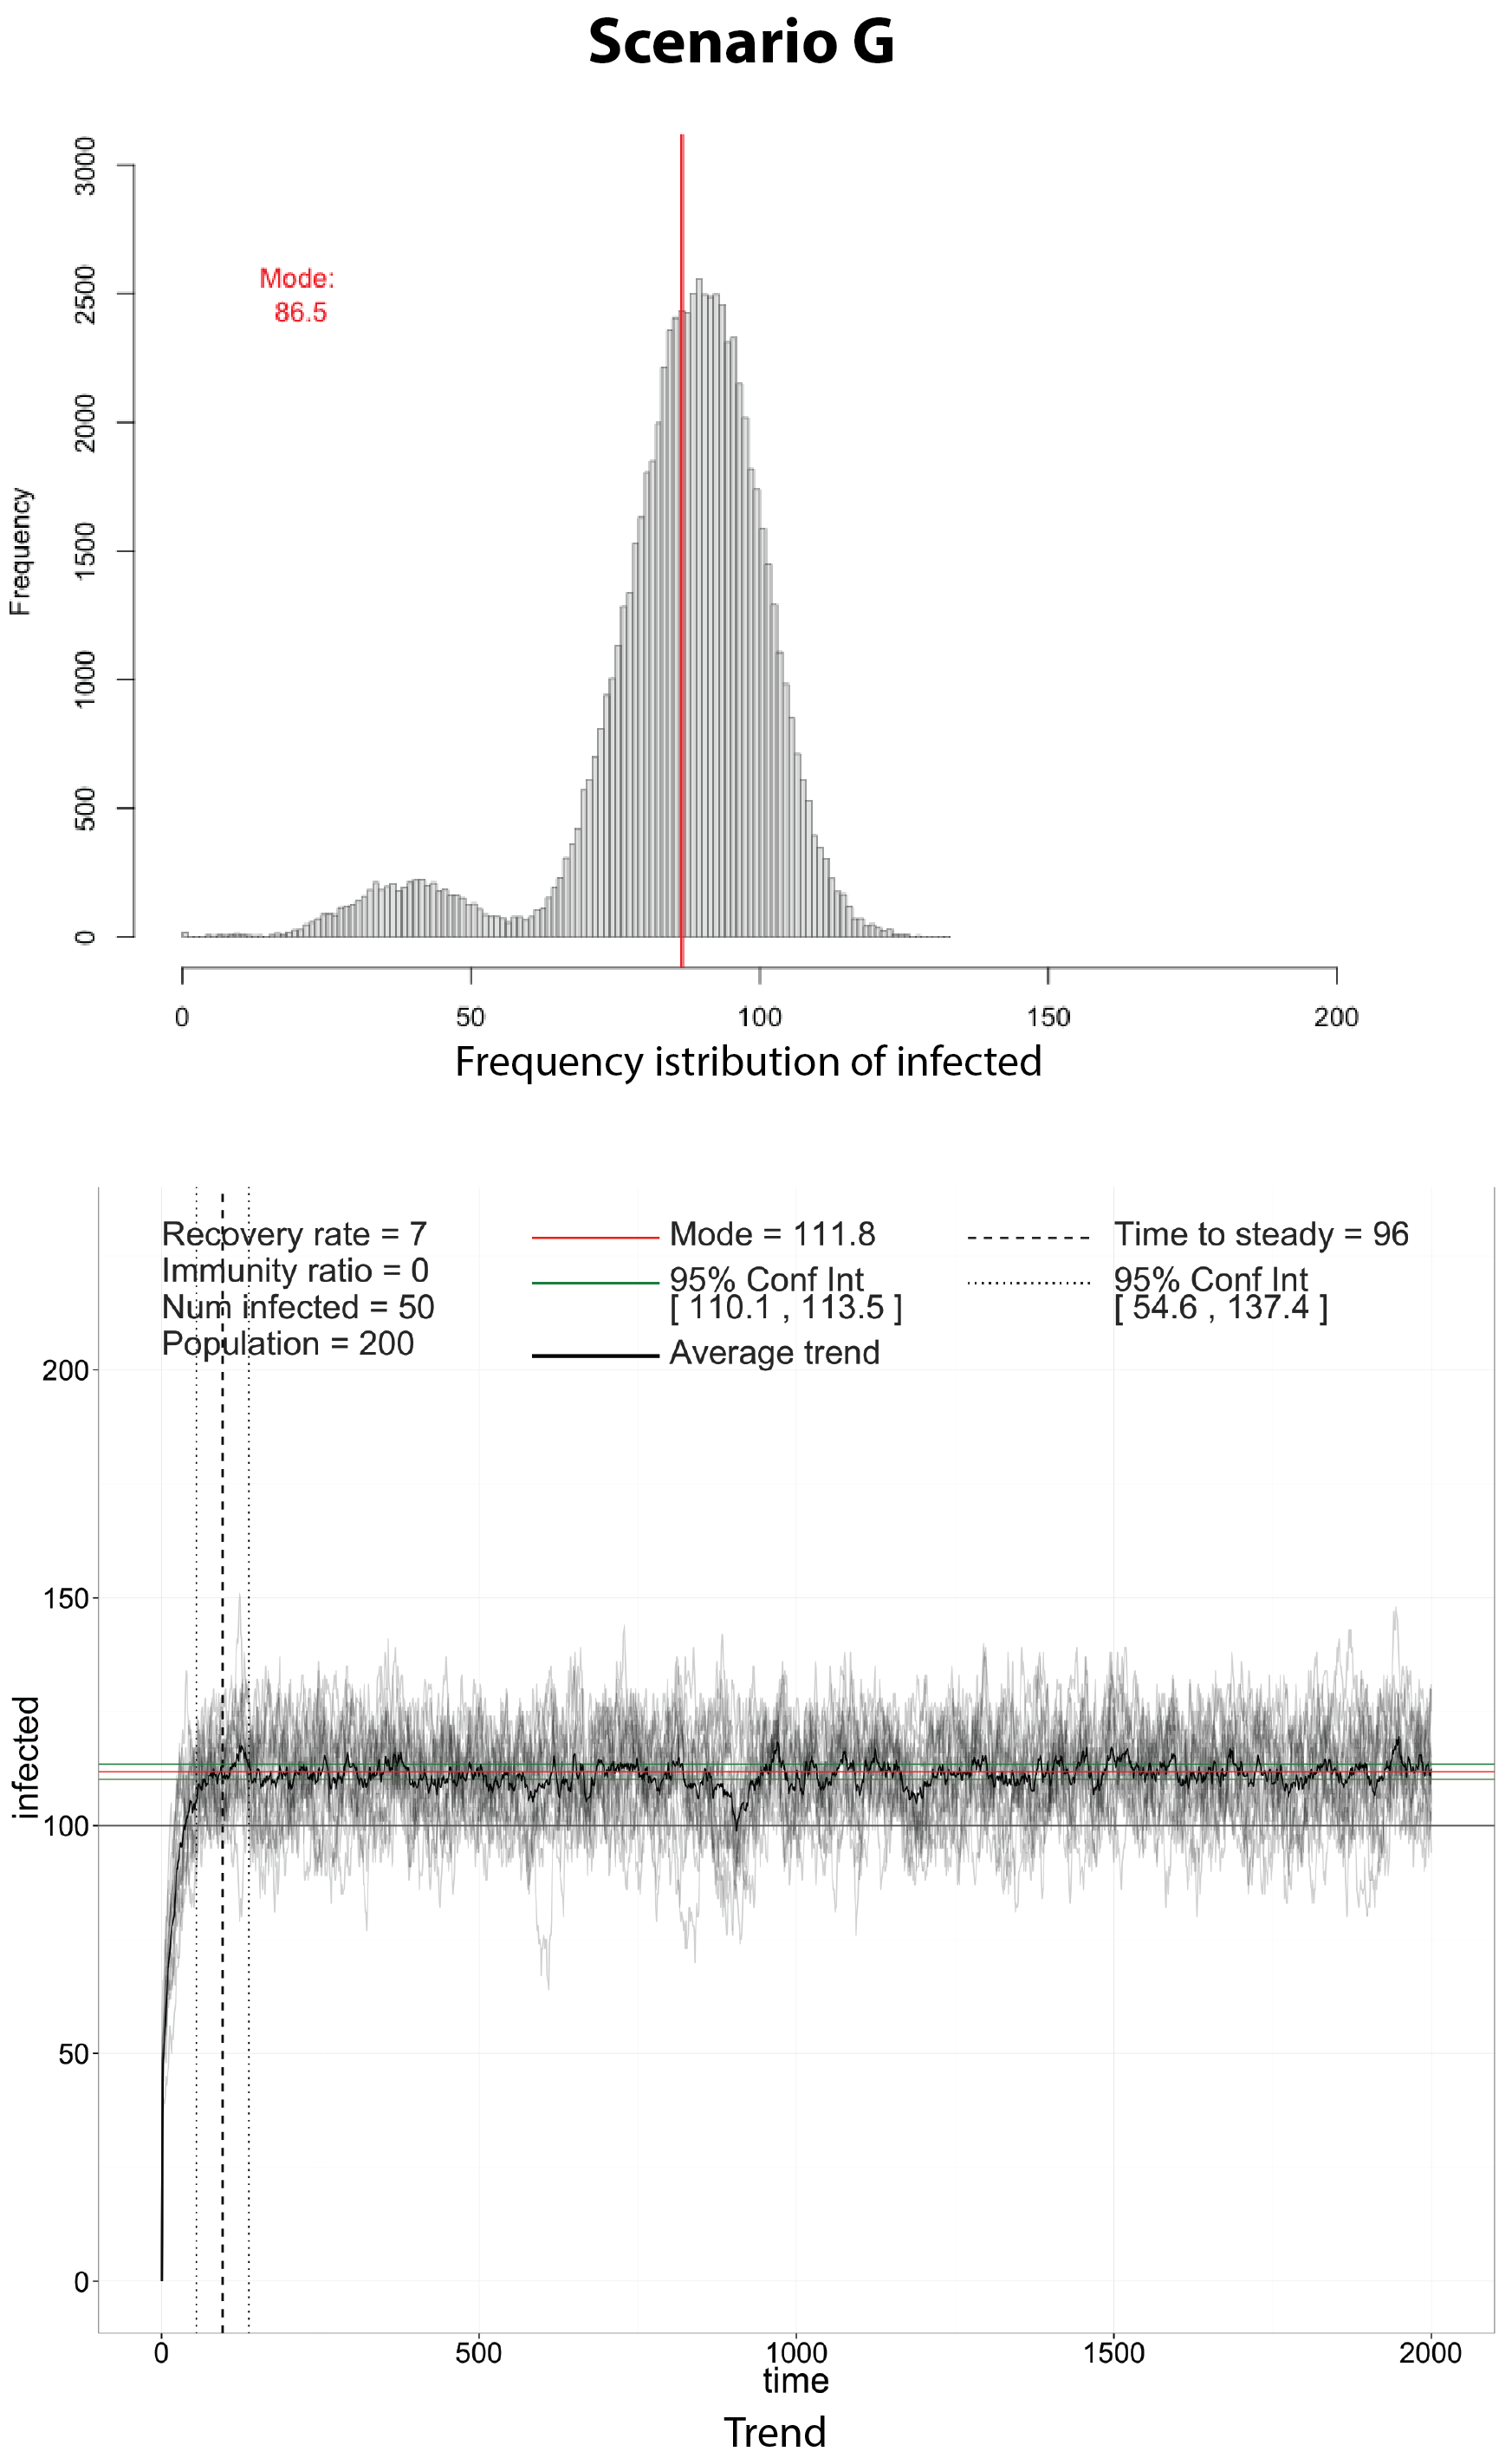 Scenario G
3000
2500
2000
1500
1000
500
0
Frequency
Mode:
86.5
0 50 100 150 200
Frequency istribution of infected
Recovery rate = 7
Immunity ratio = 0
Num infected = 50
Population = 200
Mode = 111.8
95% Conf Int
[ 110.1 , 113.5 ]
Average trend
Time to steady = 96
95% Conf Int
[ 54.6 , 137.4 ]
200
150
100
50
0
infected
0 500 1000 1500 2000
time
Trend